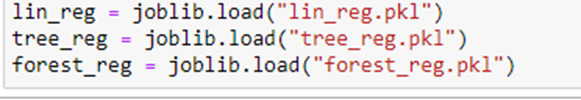 lin_reg = joblib.load("lin_reg.pkl")
tree_reg = joblib.load("tree_reg.pkl")
forest_reg = joblib.load("forest_reg.pkl")